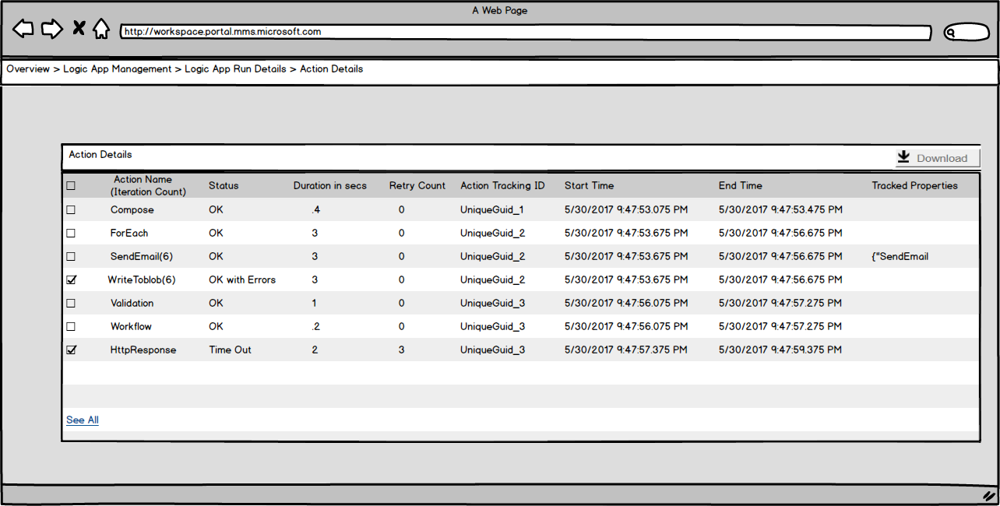 A Web Page
http://workspace.portal.mms.microsoft.com
Overview > Logic App Management > Logic App Run Details > Action Details
Action Details
Download
Action Name (Iteration Count) Status Duration in secs Retry Count Action Tracking ID Start Time End Time Tracked Properties
Compose OK .4 0 UniqueGuid_1 5/30/2017 9:47:53.075 PM 5/30/2017 9:47:53.475 PM
ForEach OK 3 0 UniqueGuid_2 5/30/2017 9:47:53.675 PM 5/30/2017 9:47:56.675 PM
SendEmail(6) OK 3 0 UniqueGuid_2 5/30/2017 9:47:53.675 PM 5/30/2017 9:47:56.675 PM {"SendEmail
WriteToblob(6) OK with Errors 3 0 UniqueGuid_2 5/30/2017 9:47:53.675 PM 5/30/2017 9:47:56.675 PM
Validation OK 1 0 UniqueGuid_3 5/30/2017 9:47:56.075 PM 5/30/2017 9:47:57.275 PM
Workflow OK .2 0 UniqueGuid_3 5/30/2017 9:47:56.075 PM 5/30/2017 9:47:57.275 PM
HttpResponse Time Out 2 3 UniqueGuid_3 5/30/2017 9:47:57.375 PM 5/30/2017 9:47:59.375 PM
See All